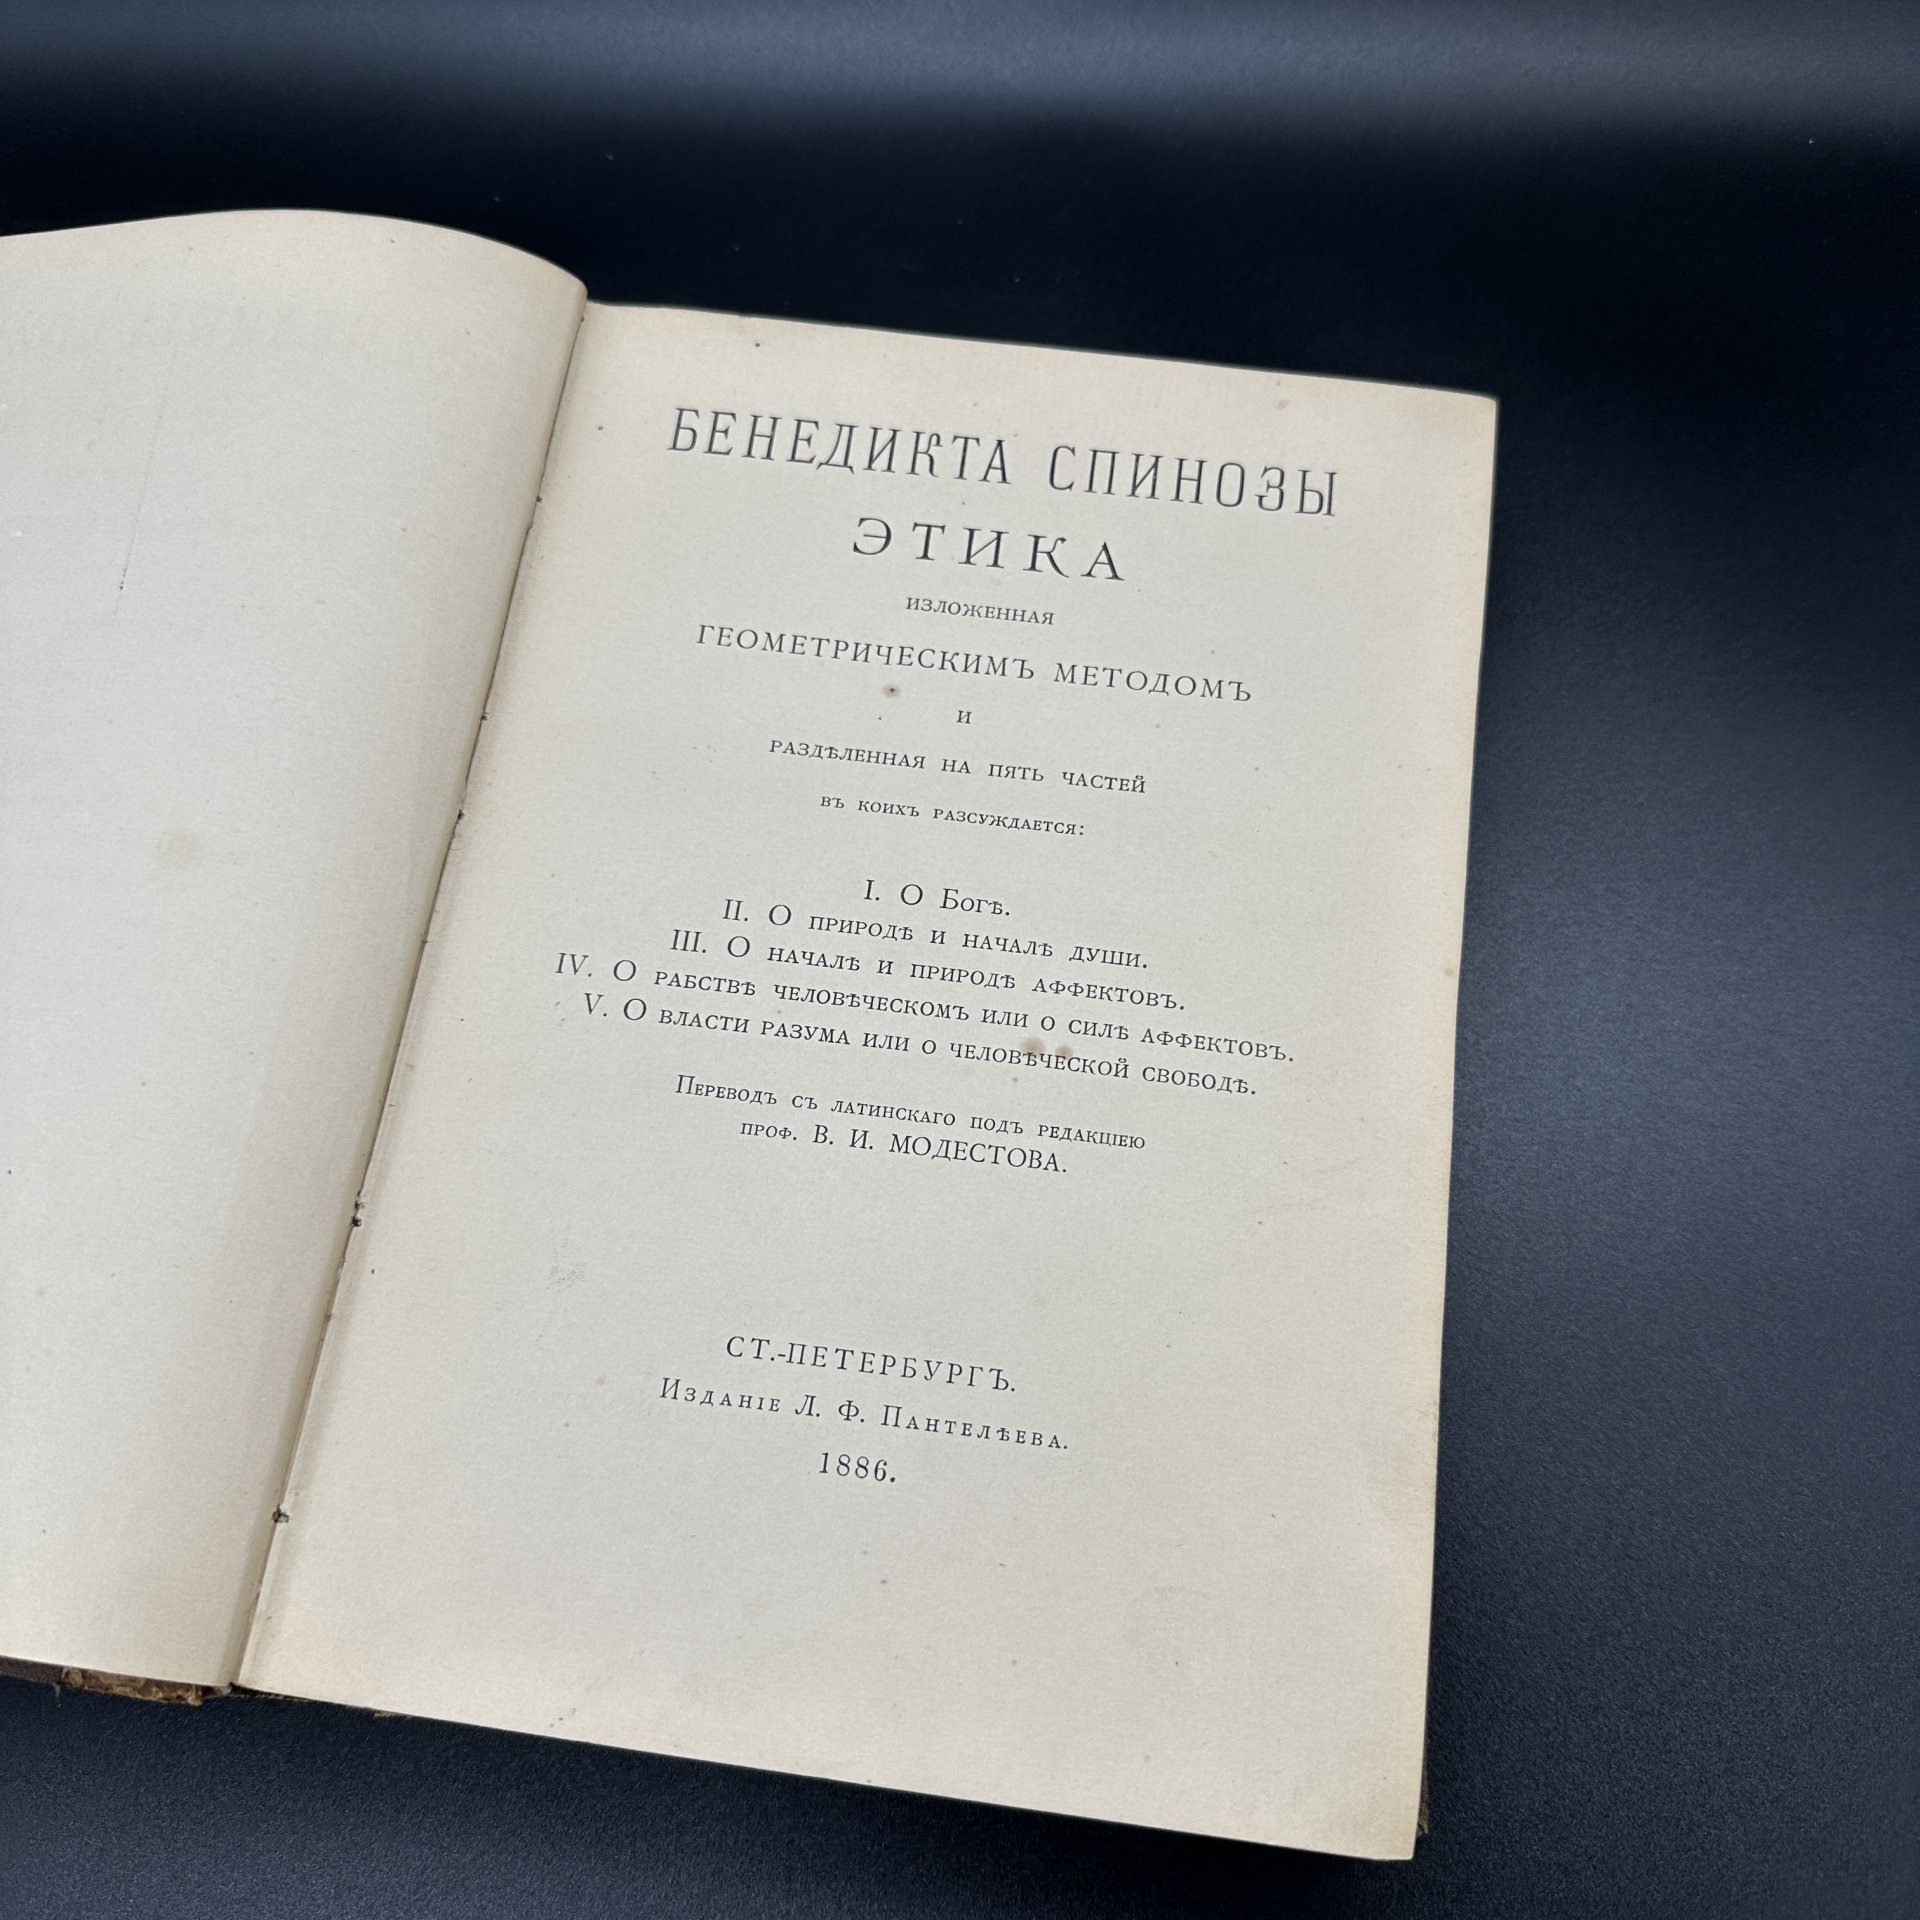 БЕНЕДИКТА СПИНОЗЫ
ЭТИКА
ИЗЛОЖЕННАЯ
ГЕОМЕТРИЧЕСКИМЪ МЕТОДОМЪ
И
РАЗДѢЛЕННАЯ НА ПЯТЬ ЧАСТЕЙ
ВЪ КОИХЪ РАЗСУЖДАЕТСЯ:
I. О БОГѢ.
II. О ПРИРОДѢ И НАЧАЛѢ ДУШИ.
III. О НАЧАЛѢ И ПРИРОДѢ АФФЕКТОВЪ.
IV. О РАБСТВѢ ЧЕЛОВѢЧЕСКОМЪ ИЛИ О СИЛѢ АФФЕКТОВЪ.
V. О ВЛАСТИ РАЗУМА ИЛИ О ЧЕЛОВѢЧЕСКОЙ СВОБОДѢ.
ПЕРЕВОДЪ СЪ ЛАТИНСКАГО ПОДЪ РЕДАКЦІЕЮ
ПРОФ. В. И. МОДЕСТОВА.
СТ.-ПЕТЕРБУРГЪ.
ИЗДАНІЕ Л. Ф. ПАНТЕЛѢЕВА.
1886.